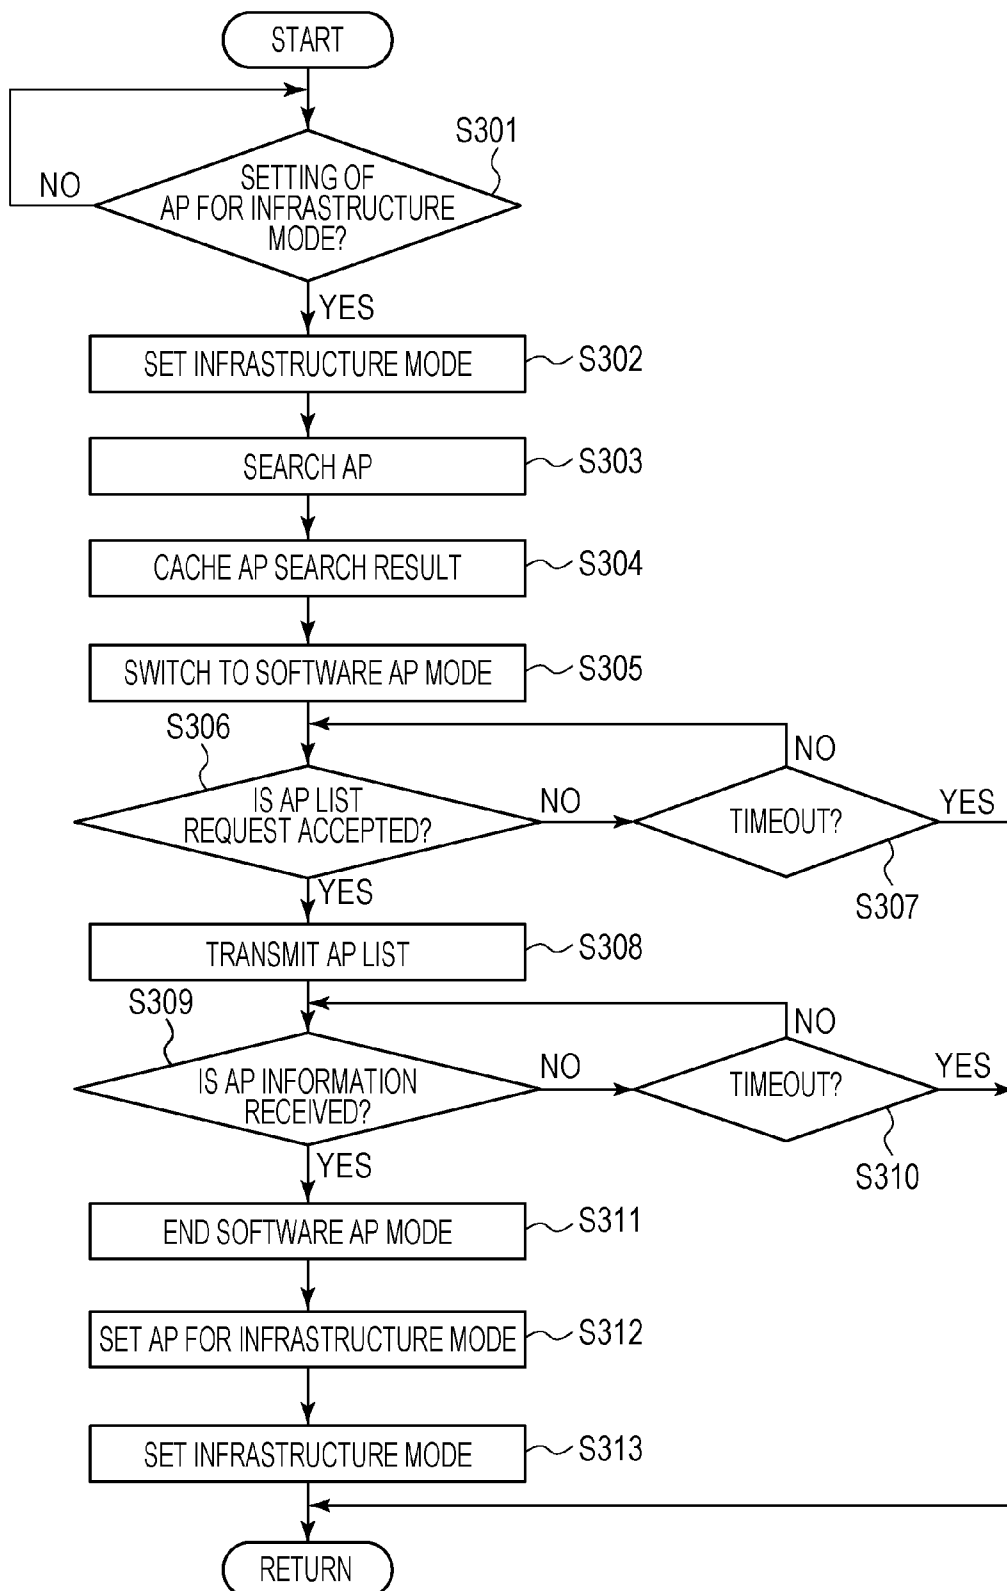 START
S301
SETTING OF
AP FOR INFRASTRUCTURE
MODE?
NO
YES
SET INFRASTRUCTURE MODE
S302
SEARCH AP
S303
CACHE AP SEARCH RESULT
S304
SWITCH TO SOFTWARE AP MODE
S305
S306
IS AP LIST
REQUEST ACCEPTED?
NO
YES
TIMEOUT?
NO
YES
S307
TRANSMIT AP LIST
S308
S309
IS AP INFORMATION
RECEIVED?
NO
YES
TIMEOUT?
NO
YES
S310
END SOFTWARE AP MODE
S311
SET AP FOR INFRASTRUCTURE MODE
S312
SET INFRASTRUCTURE MODE
S313
RETURN